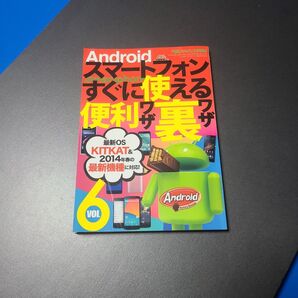 Android
スマートフォン
すぐに使える
便利ワザ裏ワザ
最新OS
KITKAT&
2014年春の
最新機種に対応!
VOL
6
Android